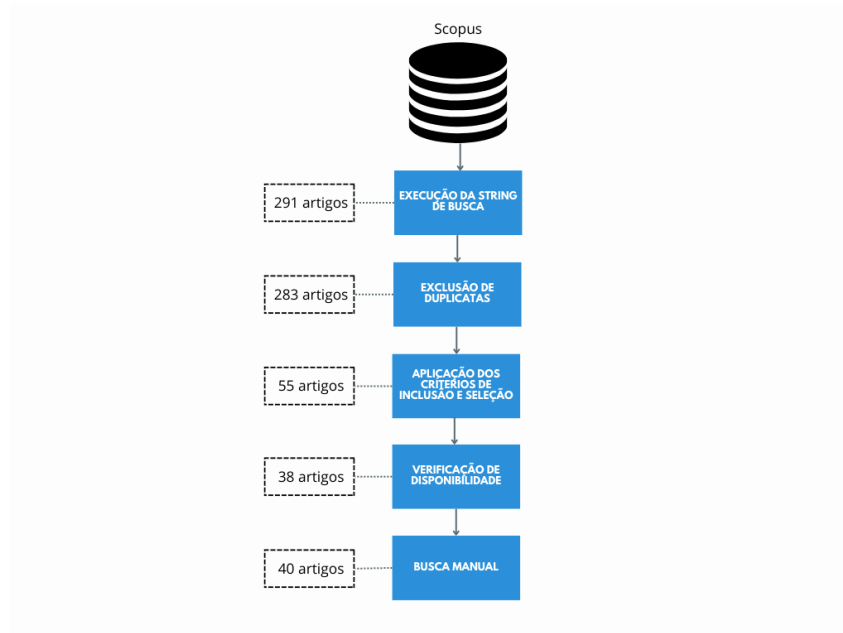 Scopus
291 artigos
EXECUÇÃO DA STRING
DE BUSCA
283 artigos
EXCLUSÃO DE
DUPLICATAS
55 artigos
APLICAÇÃO DOS
CRITÉRIOS DE
INCLUSÃO E SELEÇÃO
38 artigos
VERIFICAÇÃO DE
DISPONIBILIDADE
40 artigos
BUSCA MANUAL